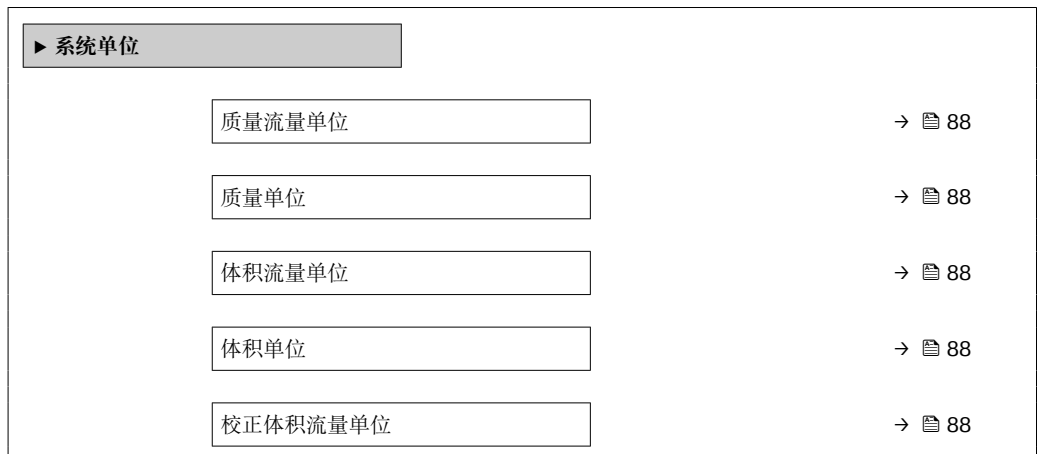 ▶ 系统单位
质量流量单位 → 🖹 88
质量单位 → 🖹 88
体积流量单位 → 🖹 88
体积单位 → 🖹 88
校正体积流量单位 → 🖹 88